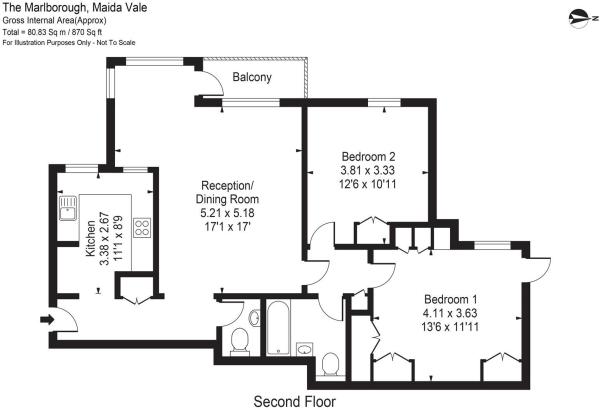 The Marlborough, Maida Vale
Gross Internal Area(Approx)
Total = 80.83 Sq m / 870 Sq ft
For Illustration Purposes Only - Not To Scale
N
Balcony
Bedroom 2
3.81 x 3.33
12'6 x 10'11
Reception/
Dining Room
5.21 x 5.18
17'1 x 17'
Kitchen
3.38 x 2.67
11'1 x 8'9
Bedroom 1
4.11 x 3.63
13'6 x 11'11
Second Floor